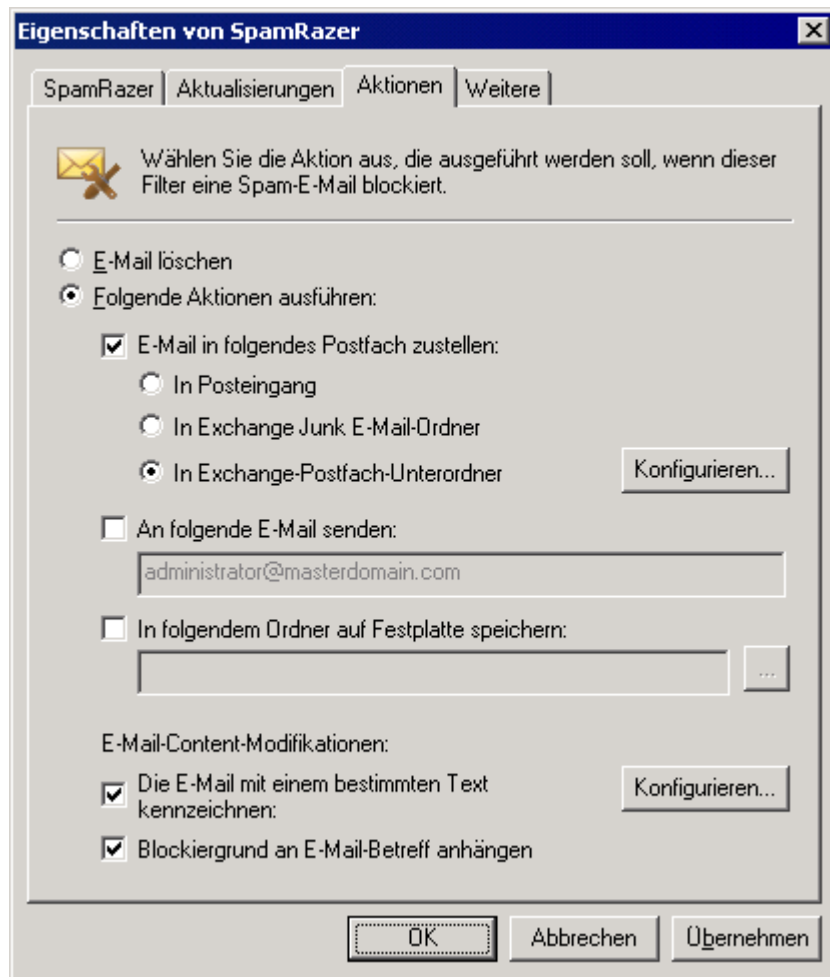 Eigenschaften von SpamRazer
SpamRazer
Aktualisierungen
Aktionen
Weitere
Wählen Sie die Aktion aus, die ausgeführt werden soll, wenn dieser
Filter eine Spam-E-Mail blockiert.
E-Mail löschen
Folgende Aktionen ausführen:
E-Mail in folgendes Postfach zustellen:
In Posteingang
In Exchange Junk E-Mail-Ordner
In Exchange-Postfach-Unterordner
Konfigurieren...
An folgende E-Mail senden:
administrator@masterdomain.com
In folgendem Ordner auf Festplatte speichern:
...
E-Mail-Content-Modifikationen:
Die E-Mail mit einem bestimmten Text
kennzeichnen:
Konfigurieren...
Blockiergrund an E-Mail-Betreff anhängen
OK
Abbrechen
Übernehmen